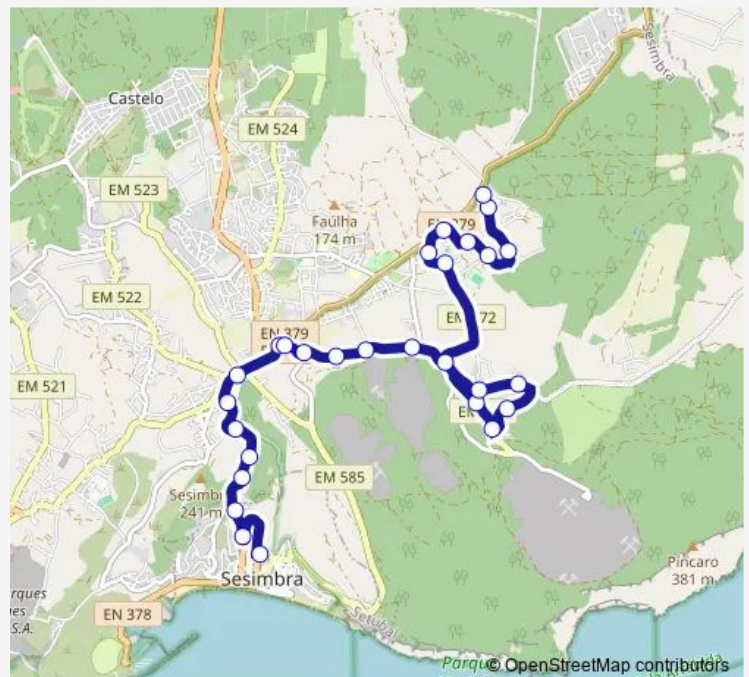 Castelo
EM 524
Sesimbra
EM 523
Faúlha
174 m
EN 379
EM 522
EM 572
EN 379
EM 521
EM 585
Sesimbra
241 m
Píncaro
381 m
Sesimbra
EN 378
Setúbal
S.A.
© OpenStreetMap contributors